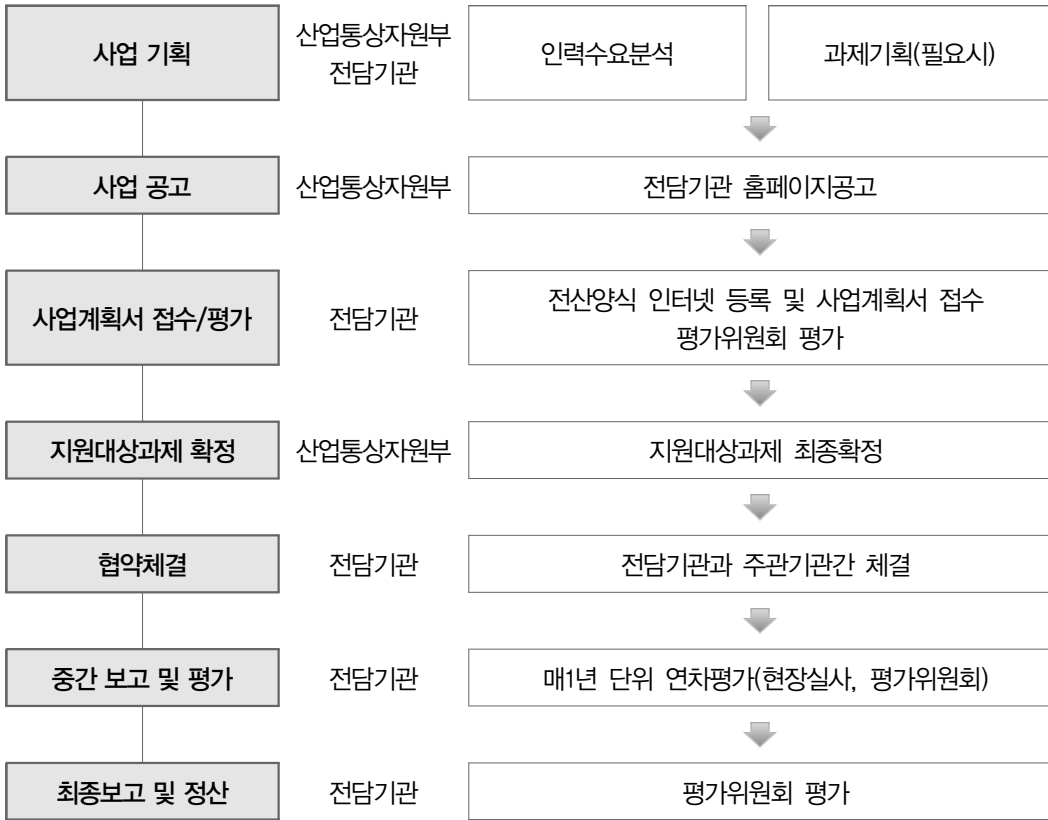 사업 기획
산업통상자원부
전담기관
인력수요분석
과제기획(필요시)
사업 공고
산업통상자원부
전담기관 홈페이지공고
사업계획서 접수/평가
전담기관
전산양식 인터넷 등록 및 사업계획서 접수
평가위원회 평가
지원대상과제 확정
산업통상자원부
지원대상과제 최종확정
협약체결
전담기관
전담기관과 주관기관간 체결
중간 보고 및 평가
전담기관
매1년 단위 연차평가(현장실사, 평가위원회)
최종보고 및 정산
전담기관
평가위원회 평가